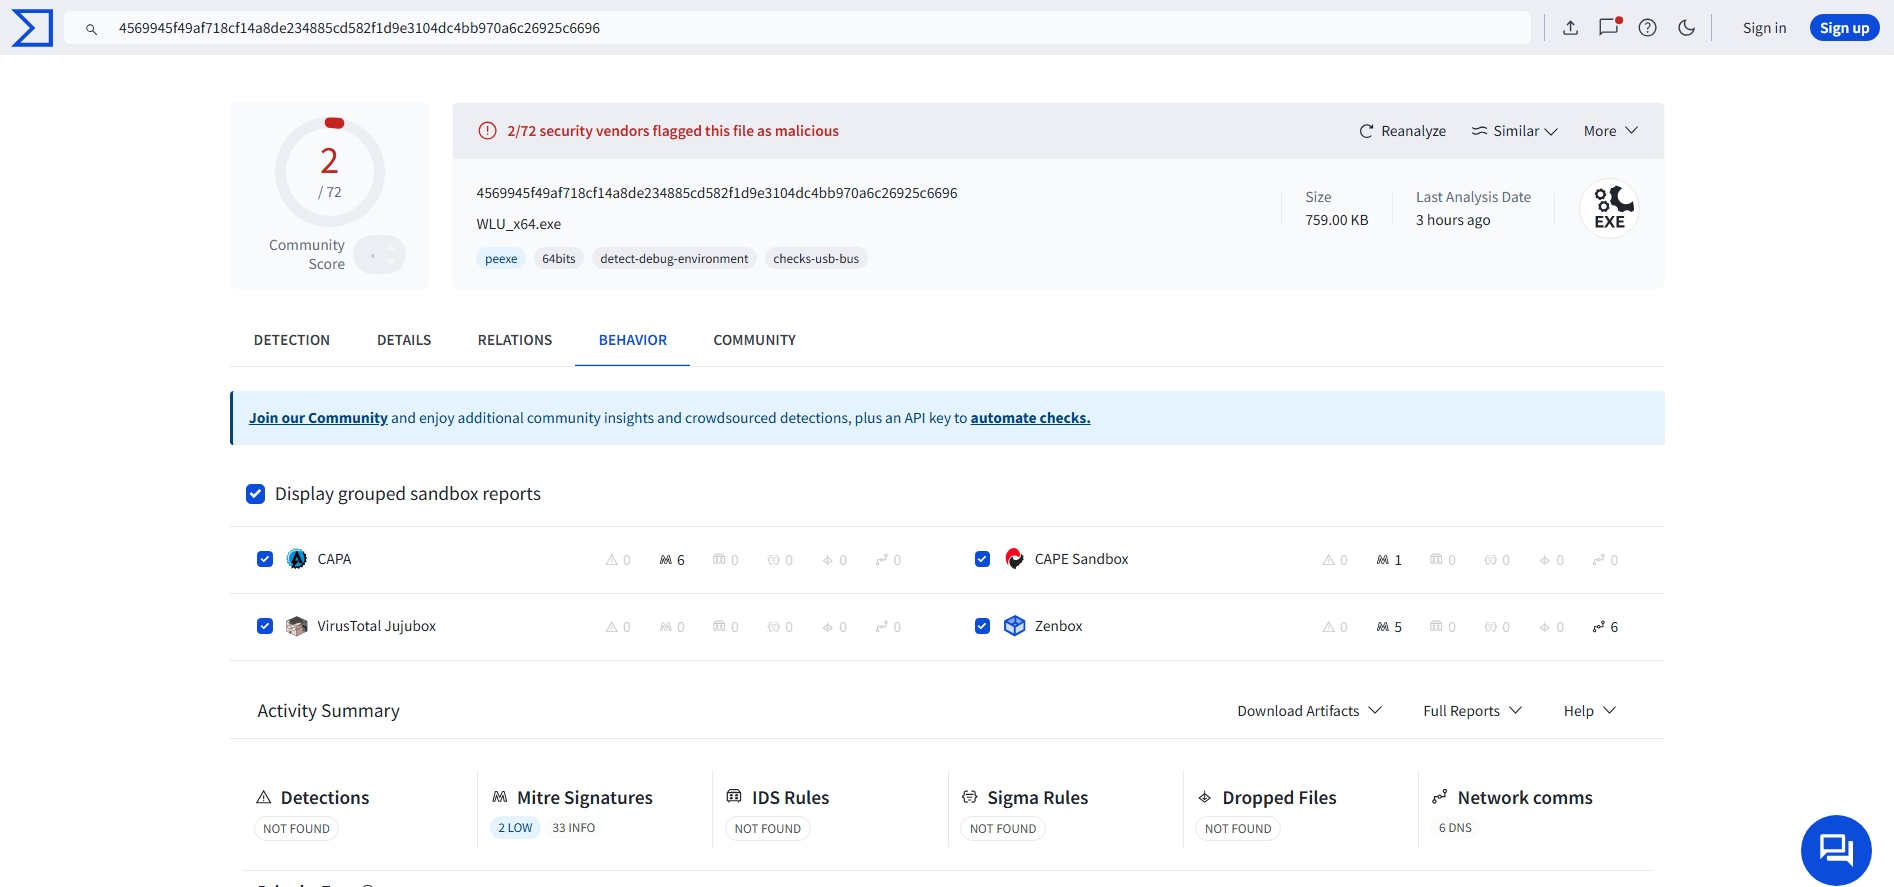 4569945f49af718cf14a8de234885cd582f1d9e3104dc4bb970a6c26925c6696
Sign in
Sign up
2
/ 72
Community
Score
2/72 security vendors flagged this file as malicious
Reanalyze
Similar
More
4569945f49af718cf14a8de234885cd582f1d9e3104dc4bb970a6c26925c6696
WLU_x64.exe
peexe 64bits detect-debug-environment checks-usb-bus
Size
759.00 KB
Last Analysis Date
3 hours ago
EXE
DETECTION DETAILS RELATIONS BEHAVIOR COMMUNITY
Join our Community and enjoy additional community insights and crowdsourced detections, plus an API key to automate checks.
Display grouped sandbox reports
CAPA 0 6 0 0 0 0
CAPE Sandbox 0 1 0 0 0 0
VirusTotal Jujubox 0 0 0 0 0 0
Zenbox 0 5 0 0 0 6
Activity Summary
Download Artifacts
Full Reports
Help
Detections
NOT FOUND
Mitre Signatures
2 LOW 33 INFO
IDS Rules
NOT FOUND
Sigma Rules
NOT FOUND
Dropped Files
NOT FOUND
Network comms
6 DNS